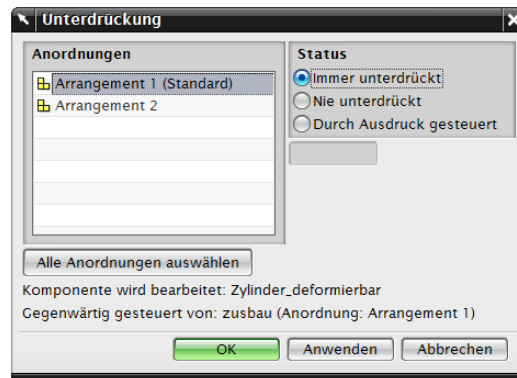 Unterdrückung
Anordnungen
Arrangement 1 (Standard)
Arrangement 2
Status
Immer unterdrückt
Nie unterdrückt
Durch Ausdruck gesteuert
Alle Anordnungen auswählen
Komponente wird bearbeitet: Zylinder_deformierbar
Gegenwärtig gesteuert von: zusbau (Anordnung: Arrangement 1)
OK
Anwenden
Abbrechen